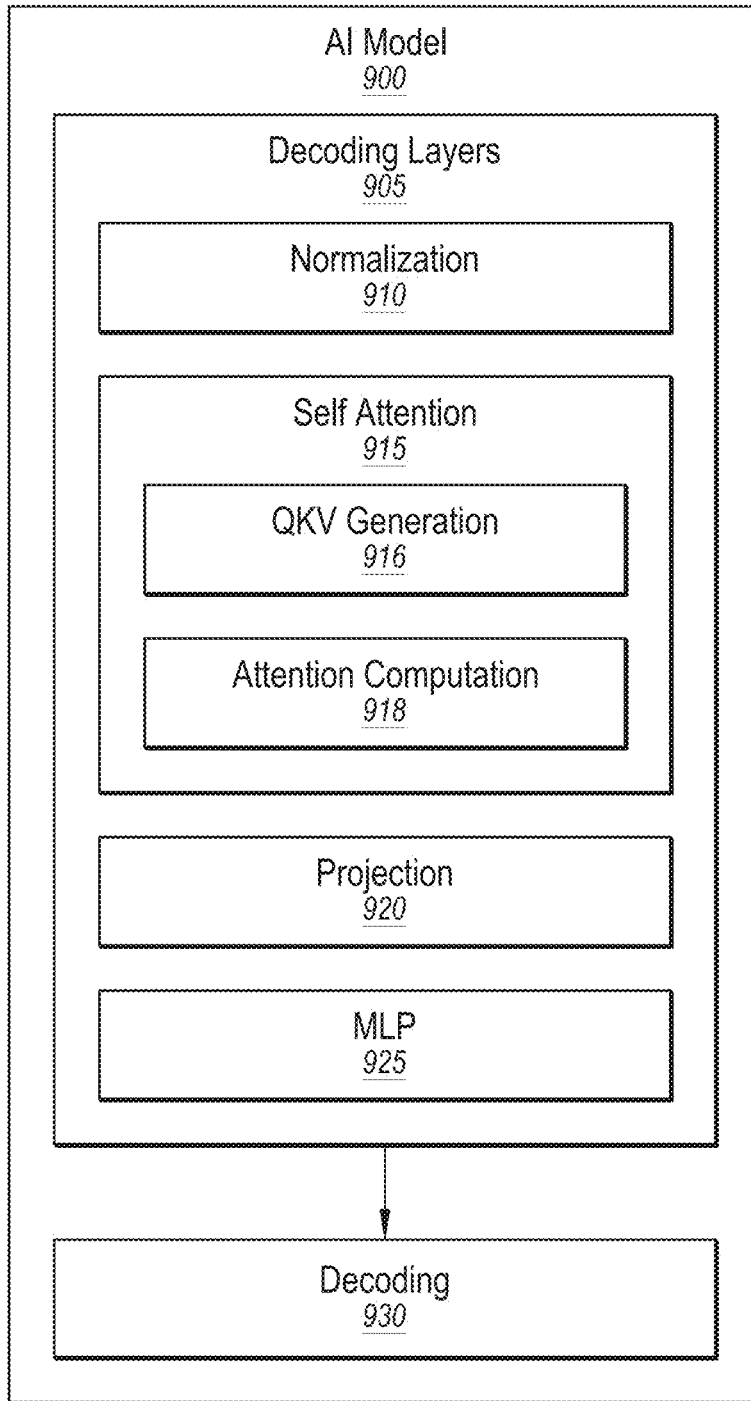 AI Model
900
Decoding Layers
905
Normalization
910
Self Attention
915
QKV Generation
916
Attention Computation
918
Projection
920
MLP
925
Decoding
930